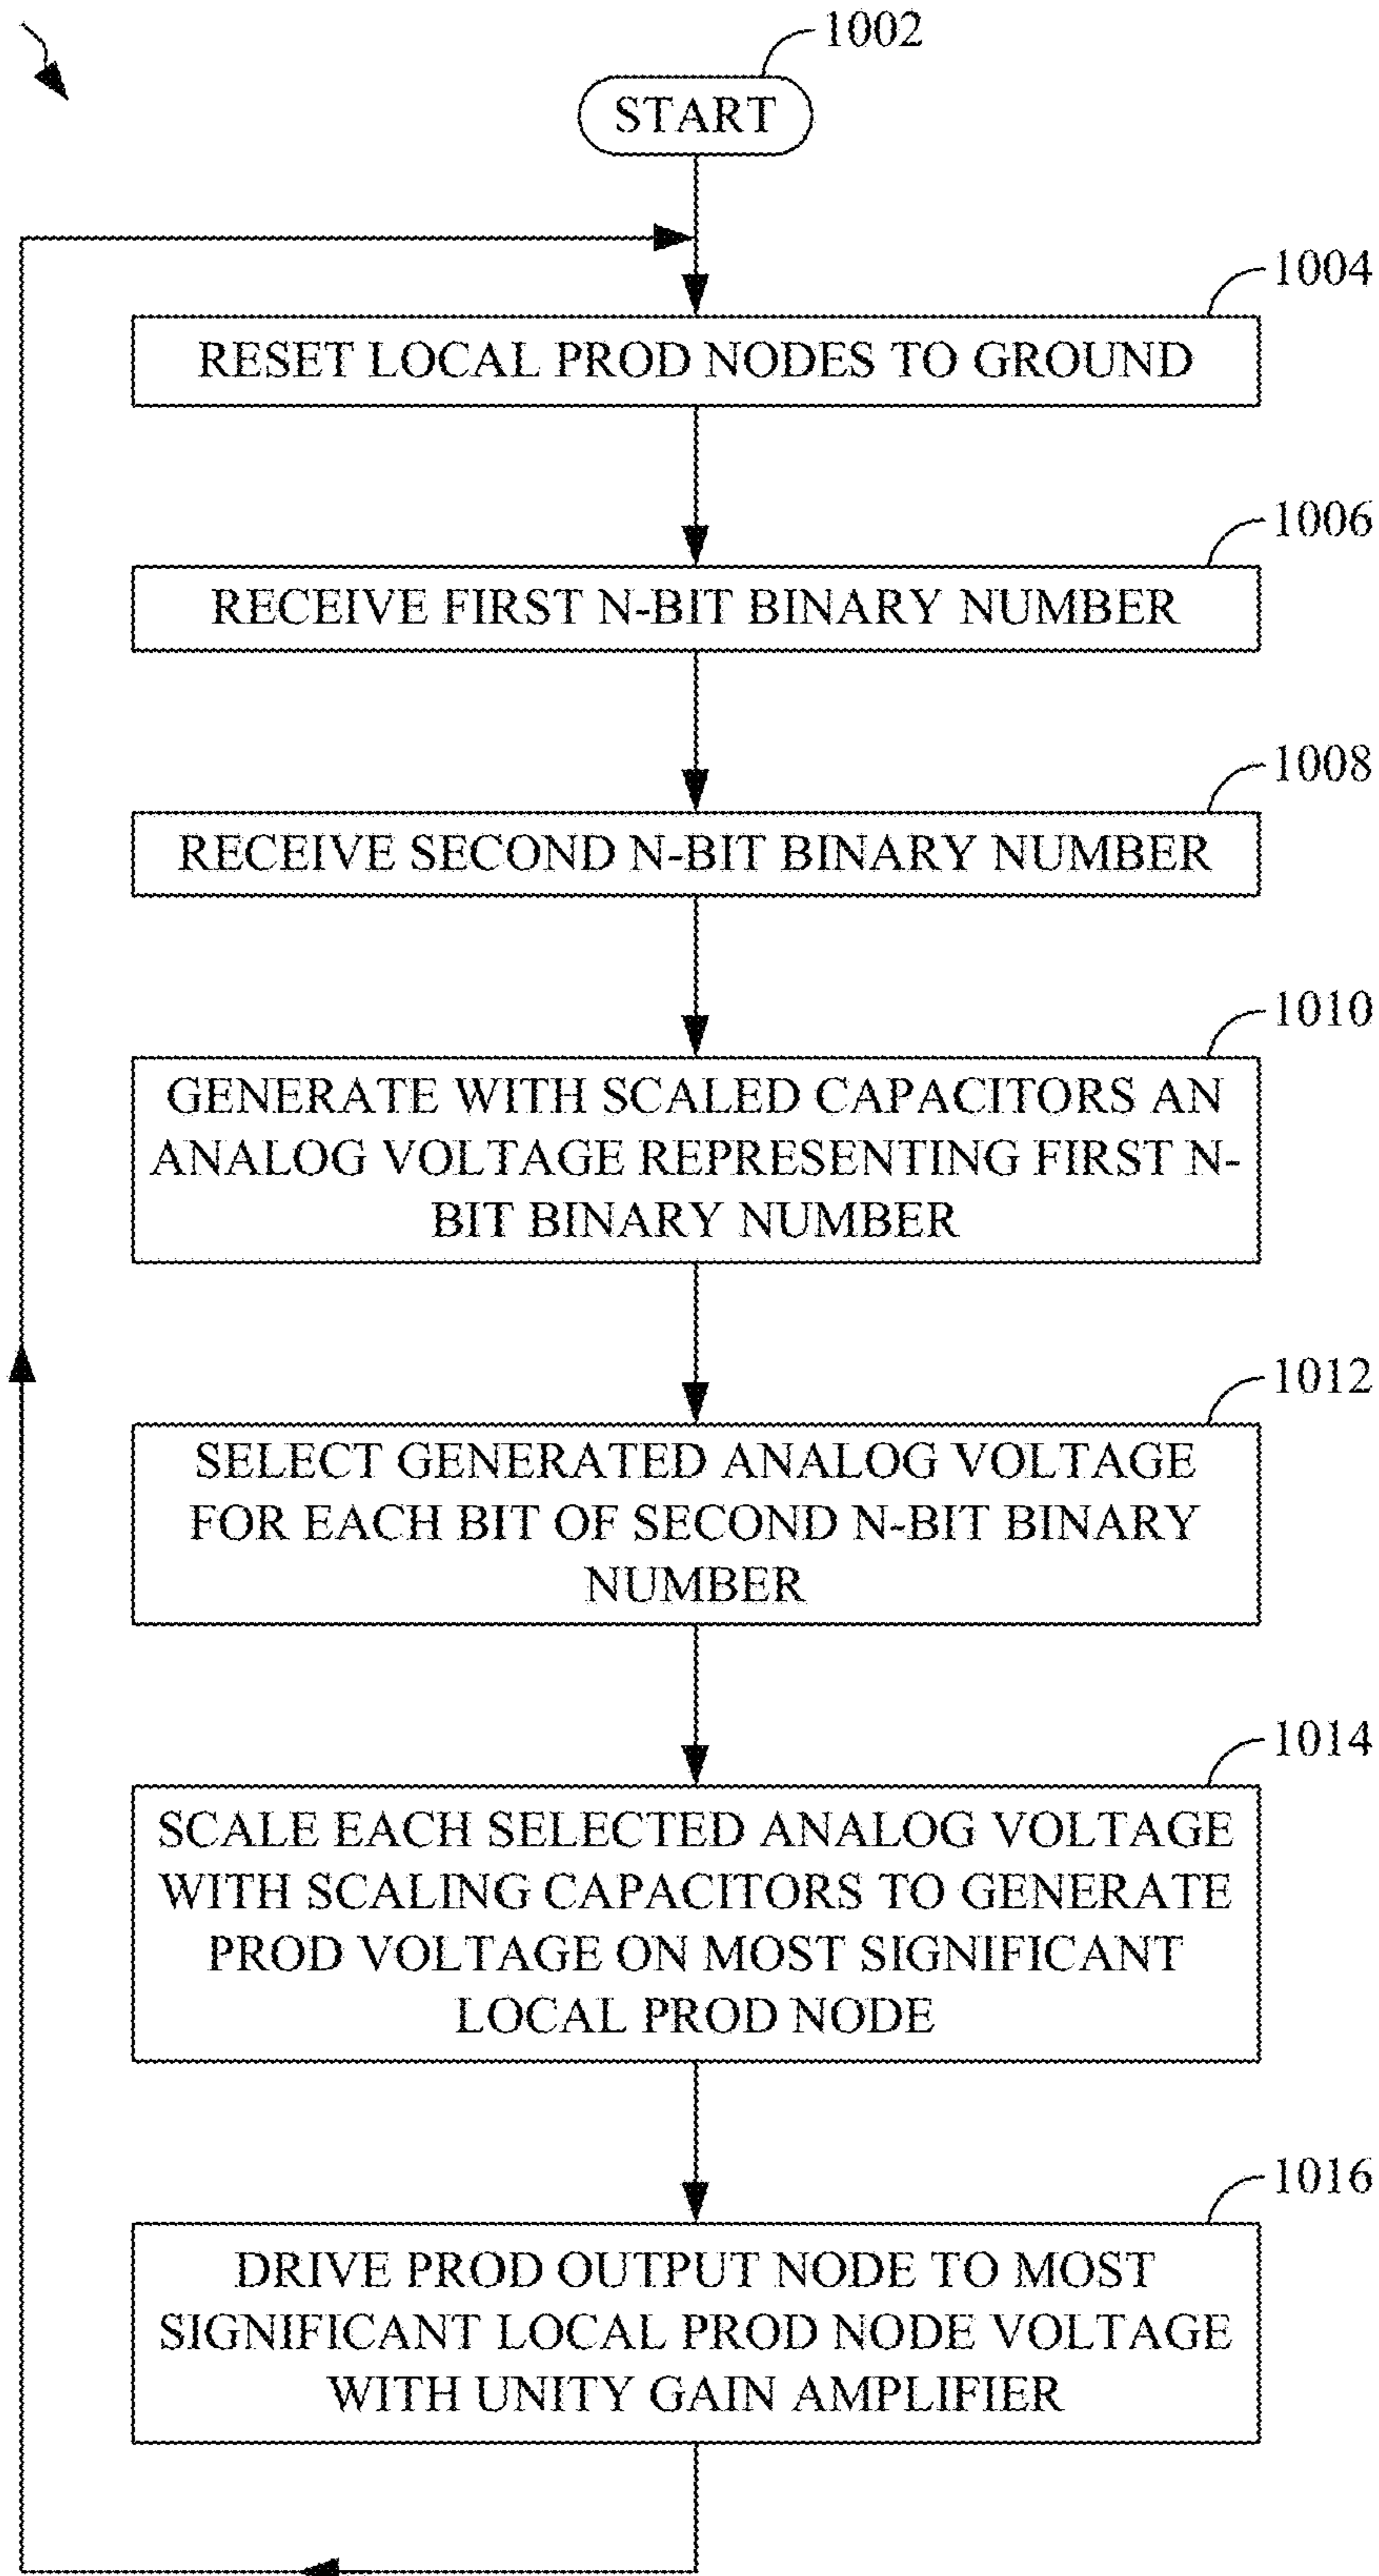 1002
START
1004
RESET LOCAL PROD NODES TO GROUND
1006
RECEIVE FIRST N-BIT BINARY NUMBER
1008
RECEIVE SECOND N-BIT BINARY NUMBER
1010
GENERATE WITH SCALED CAPACITORS AN
ANALOG VOLTAGE REPRESENTING FIRST N-
BIT BINARY NUMBER
1012
SELECT GENERATED ANALOG VOLTAGE
FOR EACH BIT OF SECOND N-BIT BINARY
NUMBER
1014
SCALE EACH SELECTED ANALOG VOLTAGE
WITH SCALING CAPACITORS TO GENERATE
PROD VOLTAGE ON MOST SIGNIFICANT
LOCAL PROD NODE
1016
DRIVE PROD OUTPUT NODE TO MOST
SIGNIFICANT LOCAL PROD NODE VOLTAGE
WITH UNITY GAIN AMPLIFIER